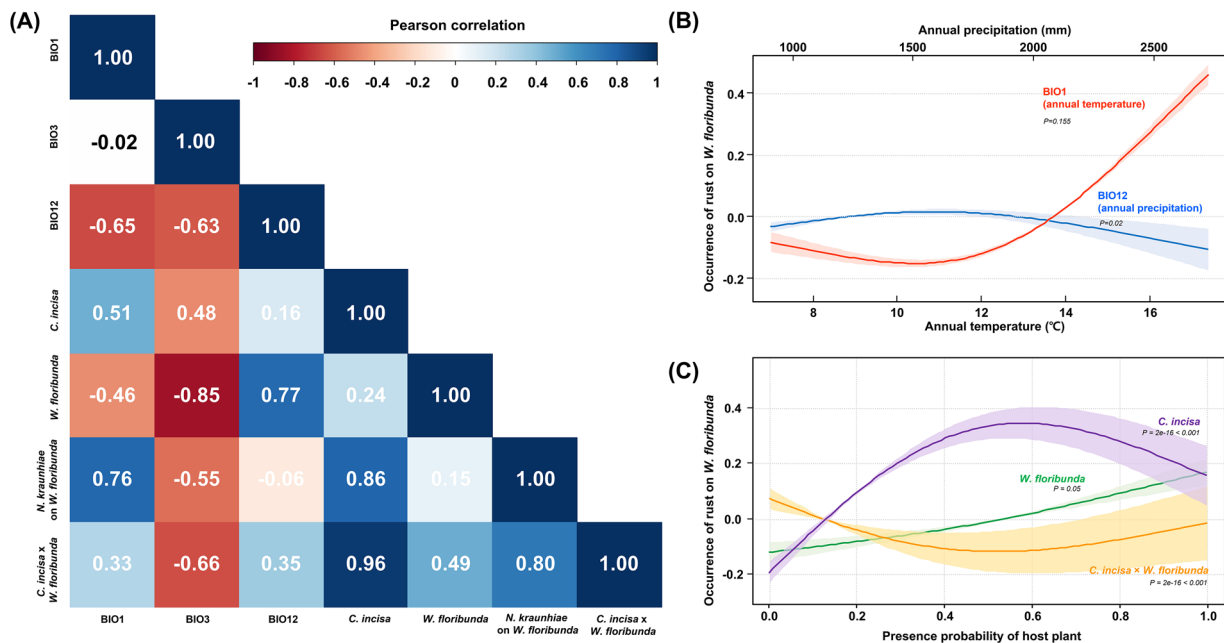 (A)
Pearson correlation
-1 -0.8 -0.6 -0.4 -0.2 0 0.2 0.4 0.6 0.8 1
BIO1
1.00
BIO3
-0.02 1.00
BIO12
-0.65 -0.63 1.00
C. incisa
0.51 0.48 0.16 1.00
W. floribunda
-0.46 -0.85 0.77 0.24 1.00
N. kraunhiae
on W. floribunda
0.76 -0.55 -0.06 0.86 0.15 1.00
C. incisa x
W. floribunda
0.33 -0.66 0.35 0.96 0.49 0.80 1.00
BIO1 BIO3 BIO12 C. incisa W. floribunda N. kraunhiae
on W. floribunda
C. incisa x
W. floribunda
(B)
Annual precipitation (mm)
1000 1500 2000 2500
Occurrence of rust on W. floribunda
0.4
0.2
0.0
-0.2
BIO1
(annual temperature)
P=0.155
BIO12
(annual precipitation)
P=0.02
8 10 12 14 16
Annual temperature (℃)
(C)
Occurrence of rust on W. floribunda
0.4
0.2
0.0
-0.2
C. incisa
P = 2e-16 < 0.001
W. floribunda
P = 0.05
C. incisa × W. floribunda
P = 2e-16 < 0.001
0.0 0.2 0.4 0.6 0.8 1.0
Presence probability of host plant